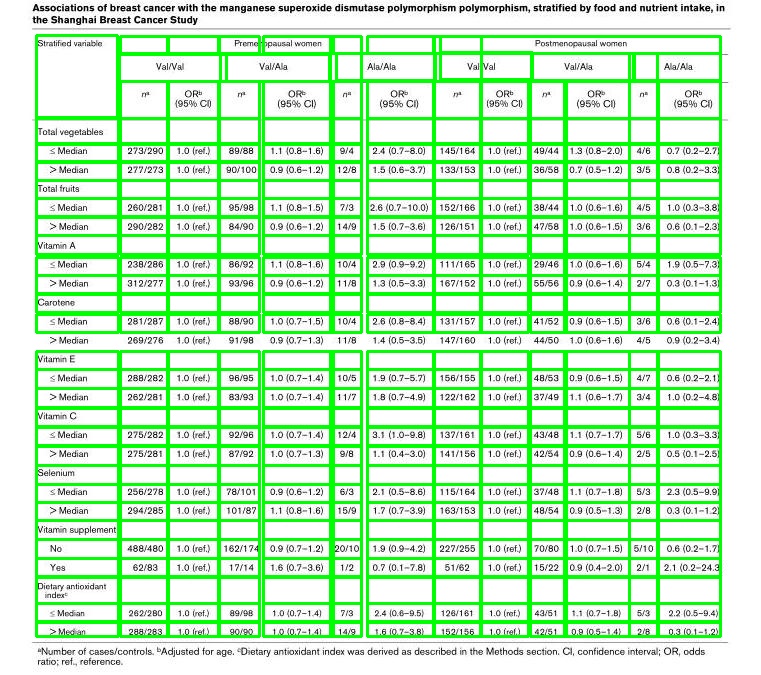 Associations of breast cancer with the manganese superoxide dismutase polymorphism polymorphism, stratified by food and nutrient intake, in
the Shanghai Breast Cancer Study
Stratified variable Premenopausal women Postmenopausal women
Val/Val Val/Ala Ala/Ala Val/Val Val/Ala Ala/Ala
nᵃ ORᵇ nᵃ ORᵇ nᵃ ORᵇ nᵃ ORᵇ nᵃ ORᵇ nᵃ ORᵇ
(95% CI) (95% CI) (95% CI) (95% CI) (95% CI) (95% CI)
Total vegetables
≤ Median 273/290 1.0 (ref.) 89/88 1.1 (0.8–1.6) 9/4 2.4 (0.7–8.0) 145/164 1.0 (ref.) 49/44 1.3 (0.8–2.0) 4/6 0.7 (0.2–2.7)
> Median 277/273 1.0 (ref.) 90/100 0.9 (0.6–1.2) 12/8 1.5 (0.6–3.7) 133/153 1.0 (ref.) 36/58 0.7 (0.5–1.2) 3/5 0.8 (0.2–3.3)
Total fruits
≤ Median 260/281 1.0 (ref.) 95/98 1.1 (0.8–1.5) 7/3 2.6 (0.7–10.0) 152/166 1.0 (ref.) 38/44 1.0 (0.6–1.6) 4/5 1.0 (0.3–3.8)
> Median 290/282 1.0 (ref.) 84/90 0.9 (0.6–1.2) 14/9 1.5 (0.7–3.6) 126/151 1.0 (ref.) 47/58 1.0 (0.6–1.5) 3/6 0.6 (0.1–2.3)
Vitamin A
≤ Median 238/286 1.0 (ref.) 86/92 1.1 (0.8–1.6) 10/4 2.9 (0.9–9.2) 111/165 1.0 (ref.) 29/46 1.0 (0.6–1.6) 5/4 1.9 (0.5–7.3)
> Median 312/277 1.0 (ref.) 93/96 0.9 (0.6–1.2) 11/8 1.3 (0.5–3.3) 167/152 1.0 (ref.) 55/56 0.9 (0.6–1.4) 2/7 0.3 (0.1–1.3)
Carotene
≤ Median 281/287 1.0 (ref.) 88/90 1.0 (0.7–1.5) 10/4 2.6 (0.8–8.4) 131/157 1.0 (ref.) 41/52 0.9 (0.6–1.5) 3/6 0.6 (0.1–2.4)
> Median 269/276 1.0 (ref.) 91/98 0.9 (0.7–1.3) 11/8 1.4 (0.5–3.5) 147/160 1.0 (ref.) 44/50 1.0 (0.6–1.6) 4/5 0.9 (0.2–3.4)
Vitamin E
≤ Median 288/282 1.0 (ref.) 96/95 1.0 (0.7–1.4) 10/5 1.9 (0.7–5.7) 156/155 1.0 (ref.) 48/53 0.9 (0.6–1.5) 4/7 0.6 (0.2–2.1)
> Median 262/281 1.0 (ref.) 83/93 1.0 (0.7–1.4) 11/7 1.8 (0.7–4.9) 122/162 1.0 (ref.) 37/49 1.1 (0.6–1.7) 3/4 1.0 (0.2–4.8)
Vitamin C
≤ Median 275/282 1.0 (ref.) 92/96 1.0 (0.7–1.4) 12/4 3.1 (1.0–9.8) 137/161 1.0 (ref.) 43/48 1.1 (0.7–1.7) 5/6 1.0 (0.3–3.3)
> Median 275/281 1.0 (ref.) 87/92 1.0 (0.7–1.3) 9/8 1.1 (0.4–3.0) 141/156 1.0 (ref.) 42/54 0.9 (0.6–1.4) 2/5 0.5 (0.1–2.5)
Selenium
≤ Median 256/278 1.0 (ref.) 78/101 0.9 (0.6–1.2) 6/3 2.1 (0.5–8.6) 115/164 1.0 (ref.) 37/48 1.1 (0.7–1.8) 5/3 2.3 (0.5–9.9)
> Median 294/285 1.0 (ref.) 101/87 1.1 (0.8–1.6) 15/9 1.7 (0.7–3.9) 163/153 1.0 (ref.) 48/54 0.9 (0.5–1.3) 2/8 0.3 (0.1–1.2)
Vitamin supplement
No 488/480 1.0 (ref.) 162/174 0.9 (0.7–1.2) 20/10 1.9 (0.9–4.2) 227/255 1.0 (ref.) 70/80 1.0 (0.7–1.5) 5/10 0.6 (0.2–1.7)
Yes 62/83 1.0 (ref.) 17/14 1.6 (0.7–3.6) 1/2 0.7 (0.1–7.8) 51/62 1.0 (ref.) 15/22 0.9 (0.4–2.0) 2/1 2.1 (0.2–24.3
Dietary antioxidant
indexᶜ
≤ Median 262/280 1.0 (ref.) 89/98 1.0 (0.7–1.4) 7/3 2.4 (0.6–9.5) 126/161 1.0 (ref.) 43/51 1.1 (0.7–1.8) 5/3 2.2 (0.5–9.4)
> Median 288/283 1.0 (ref.) 90/90 1.0 (0.7–1.4) 14/9 1.6 (0.7–3.8) 152/156 1.0 (ref.) 42/51 0.9 (0.5–1.4) 2/8 0.3 (0.1–1.2)
ᵃNumber of cases/controls. ᵇAdjusted for age. ᶜDietary antioxidant index was derived as described in the Methods section. CI, confidence interval; OR, odds
ratio; ref., reference.